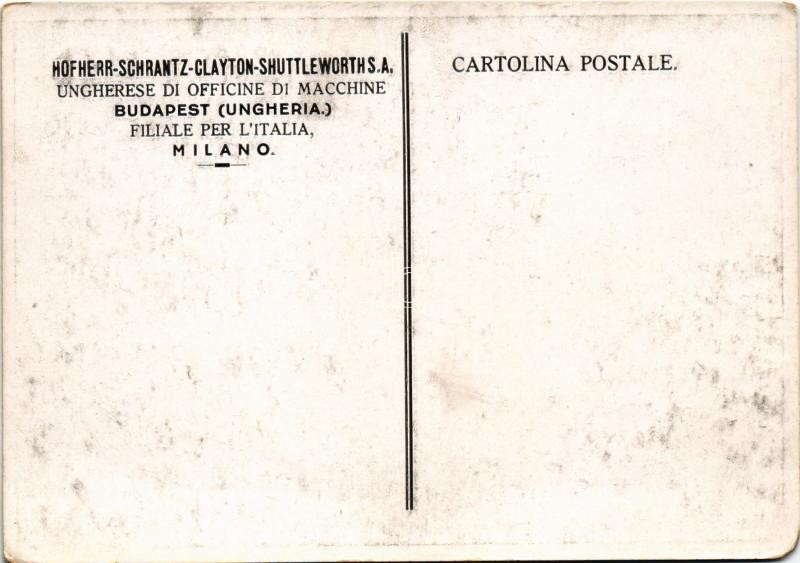 HOFHERR-SCHRANTZ-CLAYTON-SHUTTLEWORTH S.A.
UNGHERESE DI OFFICINE DI MACCHINE
BUDAPEST (UNGHERIA.)
FILIALE PER L'ITALIA,
MILANO.
CARTOLINA POSTALE.